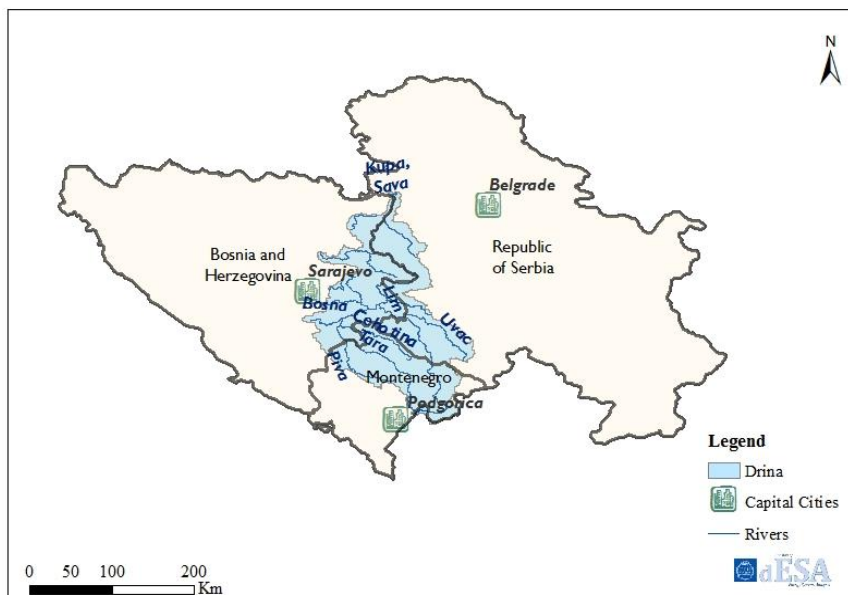 N
Kupa,
Sava
Belgrade
Bosnia and
Herzegovina
Republic
of Serbia
Sarajevo
Bosna
Lim
Cehotina
Uvac
Tara
Piva
Montenegro
Podgorica
Legend
Drina
Capital Cities
Rivers
0 50 100 200
Km
dESA